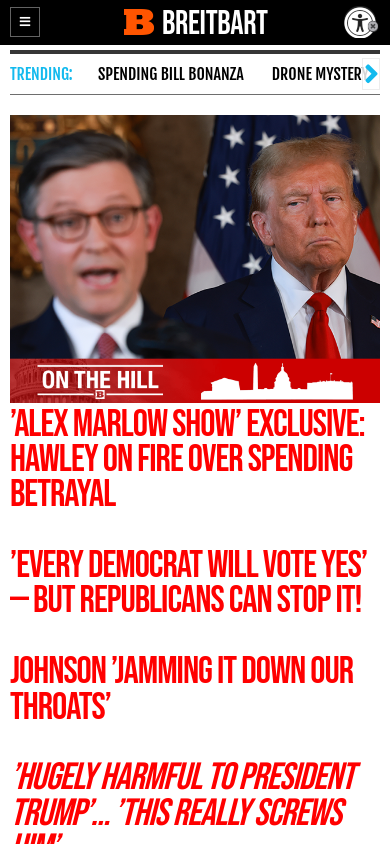 B BREITBART
TRENDING:
SPENDING BILL BONANZA
DRONE MYSTER
ON THE HILL
B
’ALEX MARLOW SHOW’ EXCLUSIVE:
HAWLEY ON FIRE OVER SPENDING
BETRAYAL
’EVERY DEMOCRAT WILL VOTE YES’
— BUT REPUBLICANS CAN STOP IT!
JOHNSON ’JAMMING IT DOWN OUR
THROATS’
’HUGELY HARMFUL TO PRESIDENT
TRUMP’... ’THIS REALLY SCREWS
HIM’